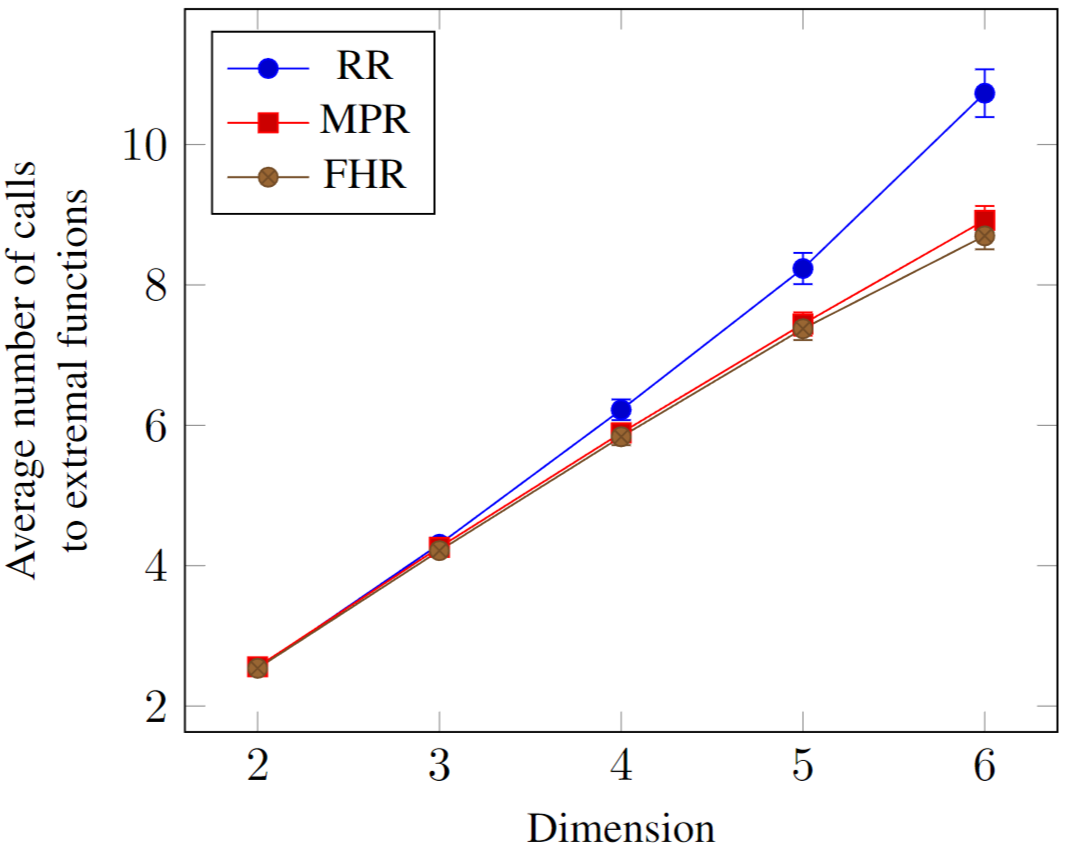 RR
MPR
FHR
10
8
6
4
2
Average number of calls
to extremal functions
2 3 4 5 6
Dimension